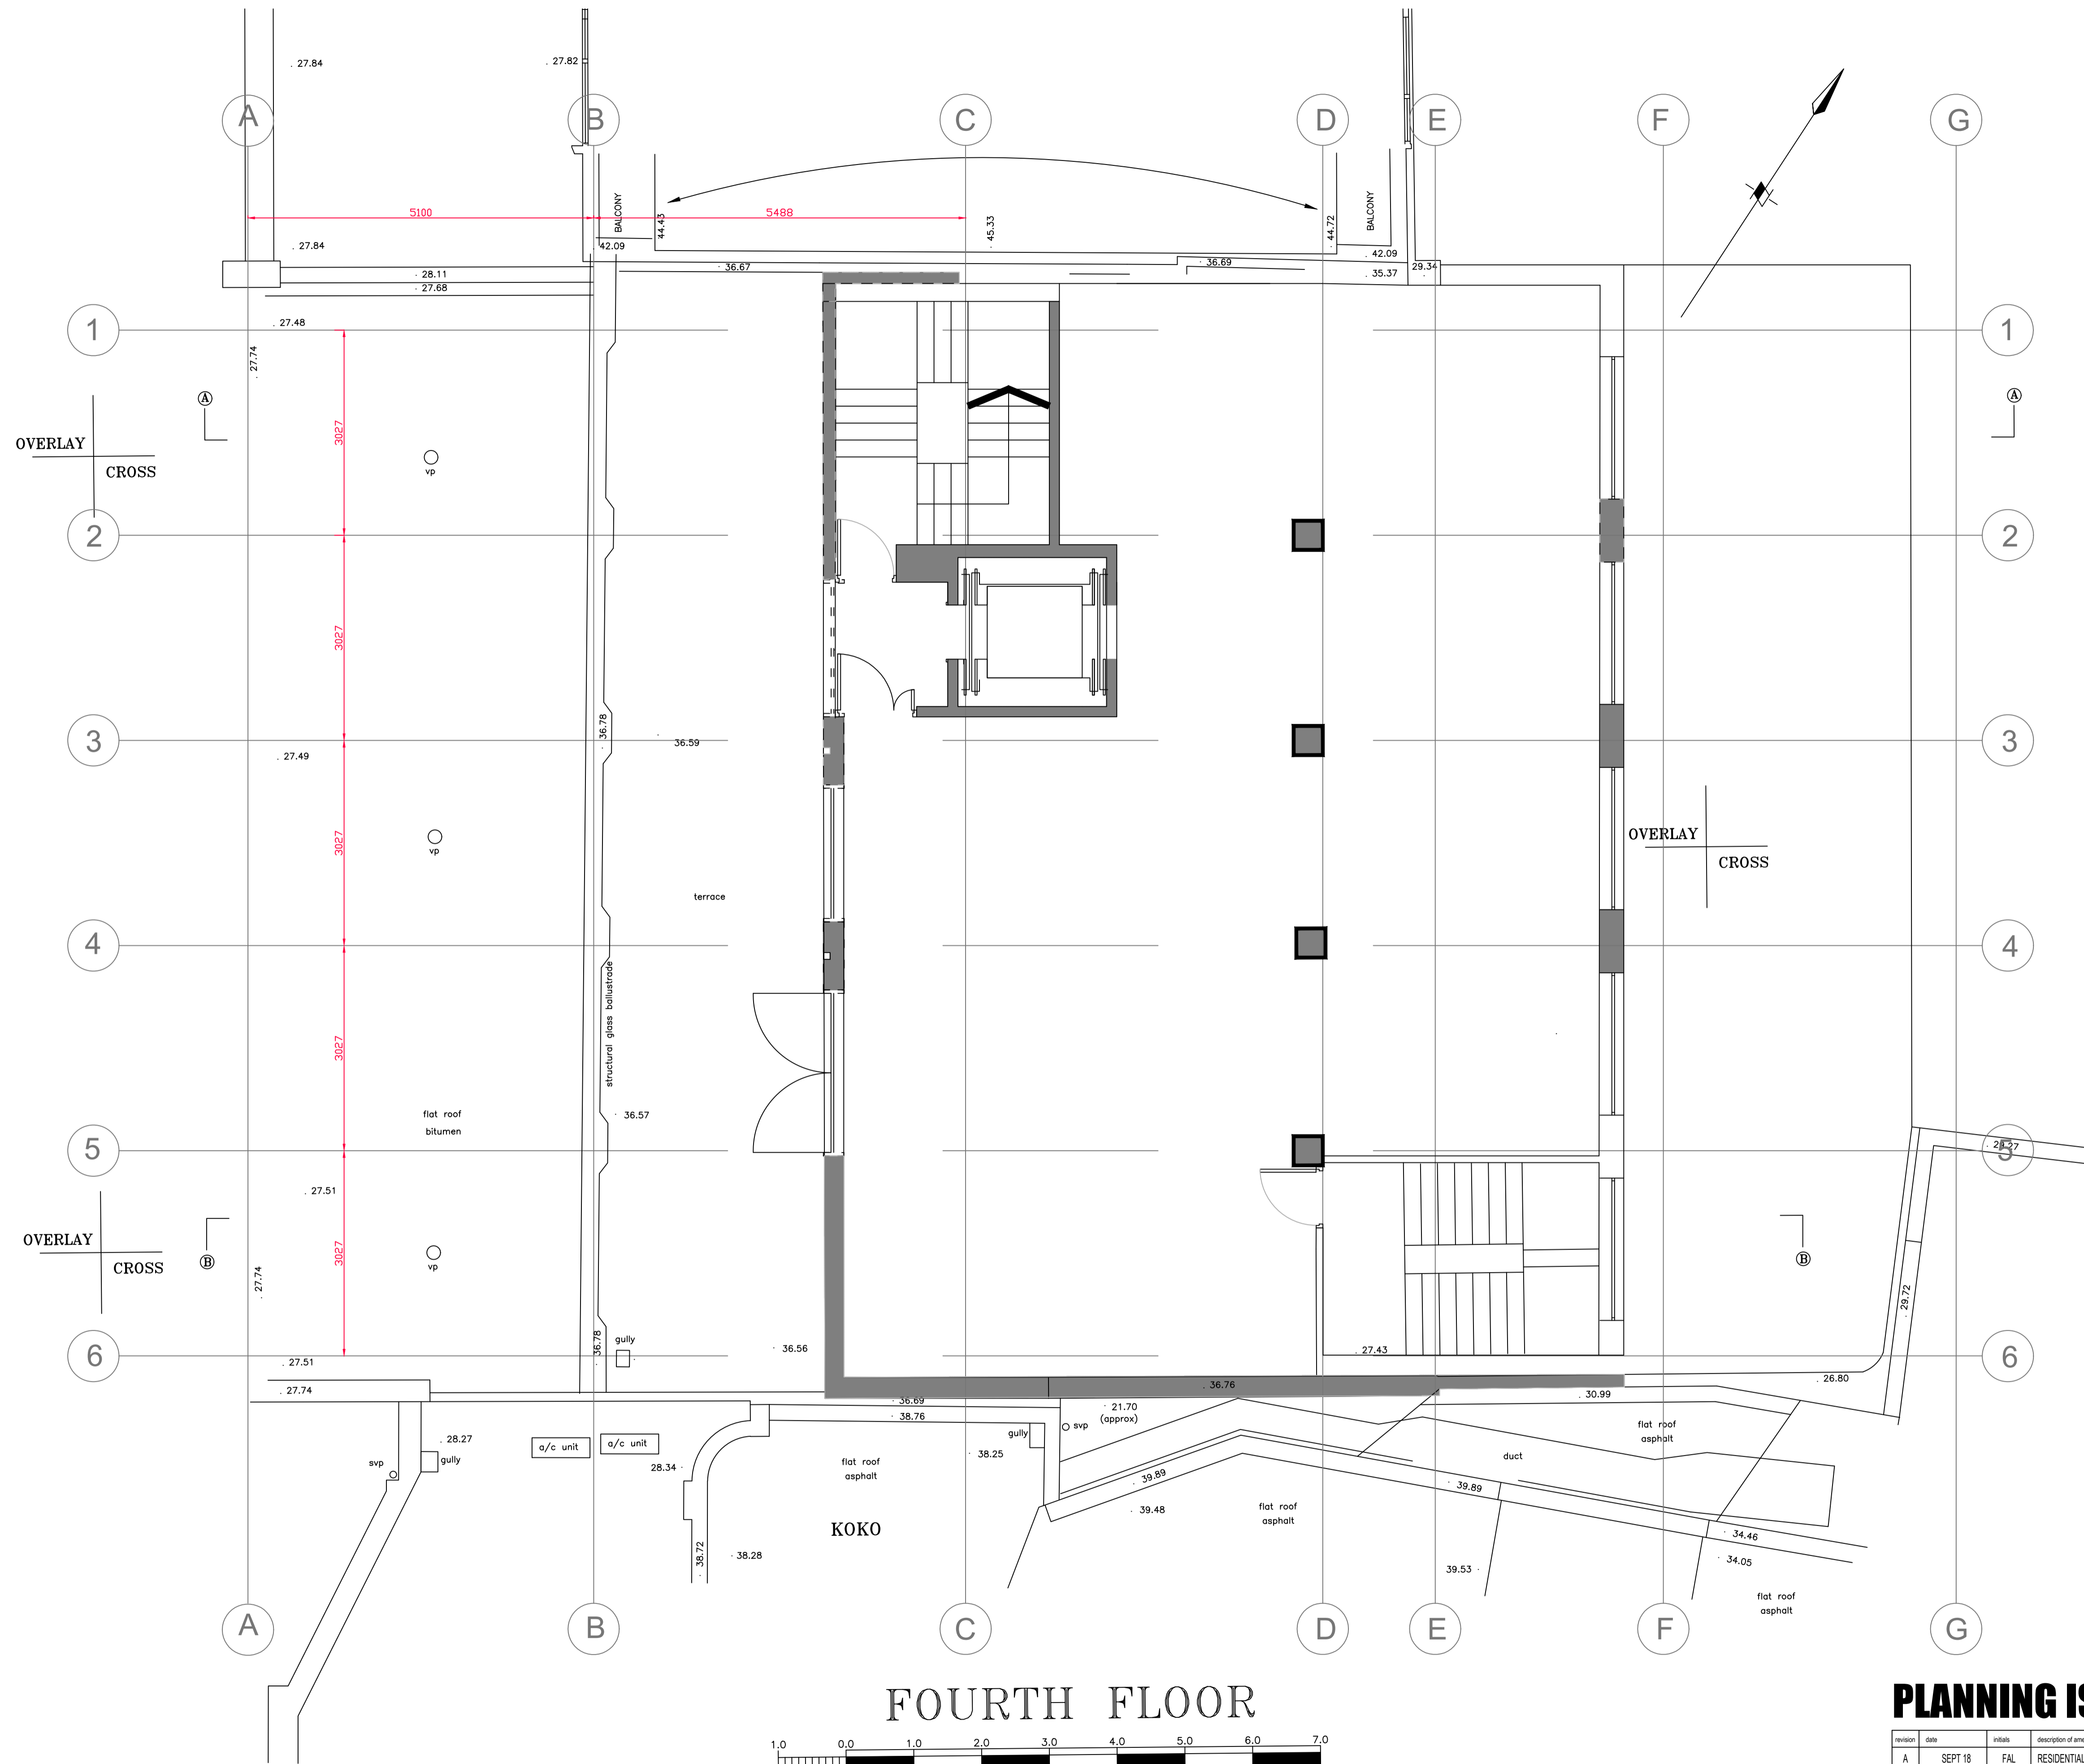 . 27.84
. 27.82
A
B
C
D
E
F
G
BALCONY
BALCONY
5100
5488
44.43
45.33
44.72
. 27.84
42.09
. 42.09
. 28.11
. 27.68
36.67
36.69
. 35.37
29.34
1
. 27.48
1
27.74
A
A
3027
OVERLAY
CROSS
vp
2
2
3027
36.78
36.59
3
3
. 27.49
3027
OVERLAY
CROSS
vp
terrace
4
4
structural glass ballustrade
3027
flat roof
bitumen
36.57
5
29.27
5
. 27.51
OVERLAY
CROSS
B
B
3027
vp
27.74
29.72
36.78
gully
36.56
27.43
6
6
. 27.51
. 27.74
36.76
. 26.80
. 30.99
36.69
38.76
21.70
(approx)
svp
gully
. 28.27
a/c unit
a/c unit
svp
gully
28.34
flat roof
asphalt
38.25
flat roof
asphalt
duct
39.89
39.89
39.48
flat roof
asphalt
KOKO
34.46
34.05
38.72
38.28
39.53
flat roof
asphalt
A
B
C
D
E
F
G
FOURTH FLOOR
1.0 0.0 1.0 2.0 3.0 4.0 5.0 6.0 7.0
PLANNING IS
revision date initials description of ame
A SEPT 18 FAL RESIDENTIAL